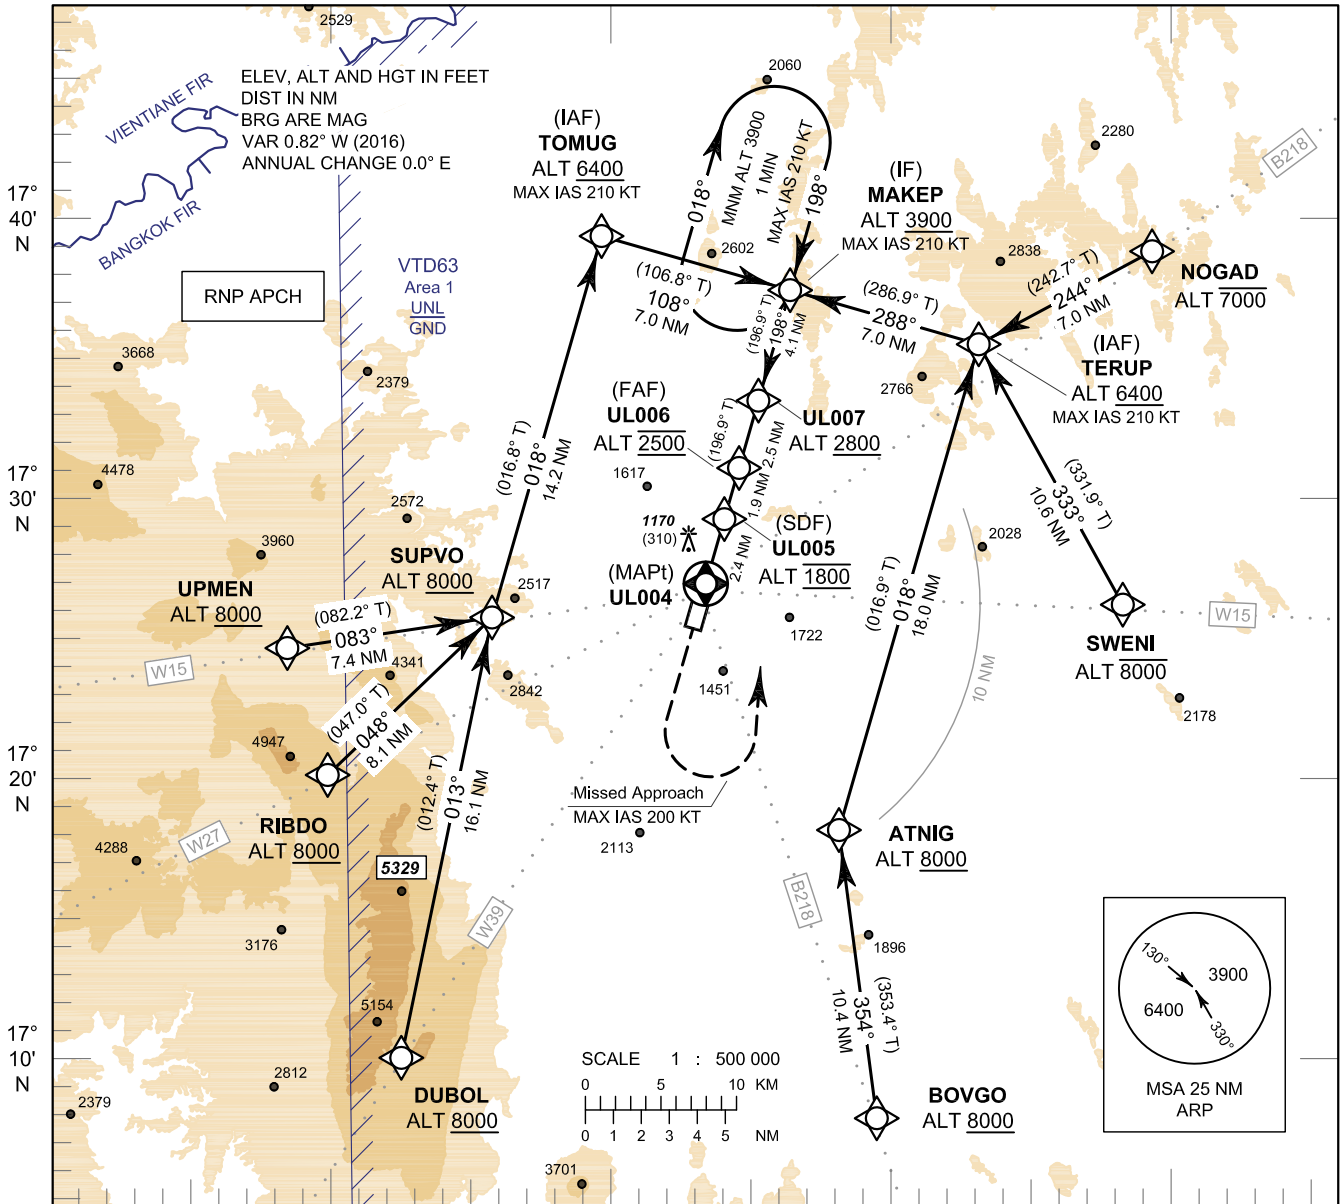 2529
ELEV, ALT AND HGT IN FEET
DIST IN NM
BRG ARE MAG
VAR 0.82° W (2016)
ANNUAL CHANGE 0.0° E
VIENTIANE FIR
BANGKOK FIR
RNP APCH
VTD63
Area 1
UNL
GND
(IAF)
TOMUG
ALT 6400
MAX IAS 210 KT
2060
018°
MNM ALT 3900
1 MIN
MAX IAS 210 KT
198°
2602
(IF)
MAKEP
ALT 3900
MAX IAS 210 KT
2280
B218
2838
NOGAD
ALT 7000
(242.7° T)
244°
7.0 NM
(106.8° T)
108°
7.0 NM
(286.9° T)
288°
7.0 NM
(196.9° T)
198°
4.1 NM
(IAF)
TERUP
ALT 6400
MAX IAS 210 KT
2766
17°
40'
N
3668
2379
(FAF)
UL006
ALT 2500
UL007
ALT 2800
(196.9° T)
2.5 NM
1.9 NM
2.4 NM
1617
1170
(310)
(SDF)
UL005
ALT 1800
(MAPt)
UL004
(016.8° T)
018°
14.2 NM
4478
17°
30'
N
2572
3960
SUPVO
ALT 8000
2517
UPMEN
ALT 8000
(082.2° T)
083°
7.4 NM
W15
4341
2842
(047.0° T)
048°
8.1 NM
4947
(012.4° T)
013°
16.1 NM
RIBDO
ALT 8000
W27
17°
20'
N
4288
5329
3176
5154
2812
2379
17°
10'
N
DUBOL
ALT 8000
W39
1722
1451
Missed Approach
MAX IAS 200 KT
2113
(016.9° T)
018°
18.0 NM
2028
10 NM
(331.9° T)
333°
10.6 NM
W15
SWENI
ALT 8000
2178
ATNIG
ALT 8000
B218
1896
(353.4° T)
354°
10.4 NM
BOVGO
ALT 8000
SCALE 1 : 500 000
0 5 10 KM
0 1 2 3 4 5 NM
3701
130°
3900
6400
330°
MSA 25 NM
ARP